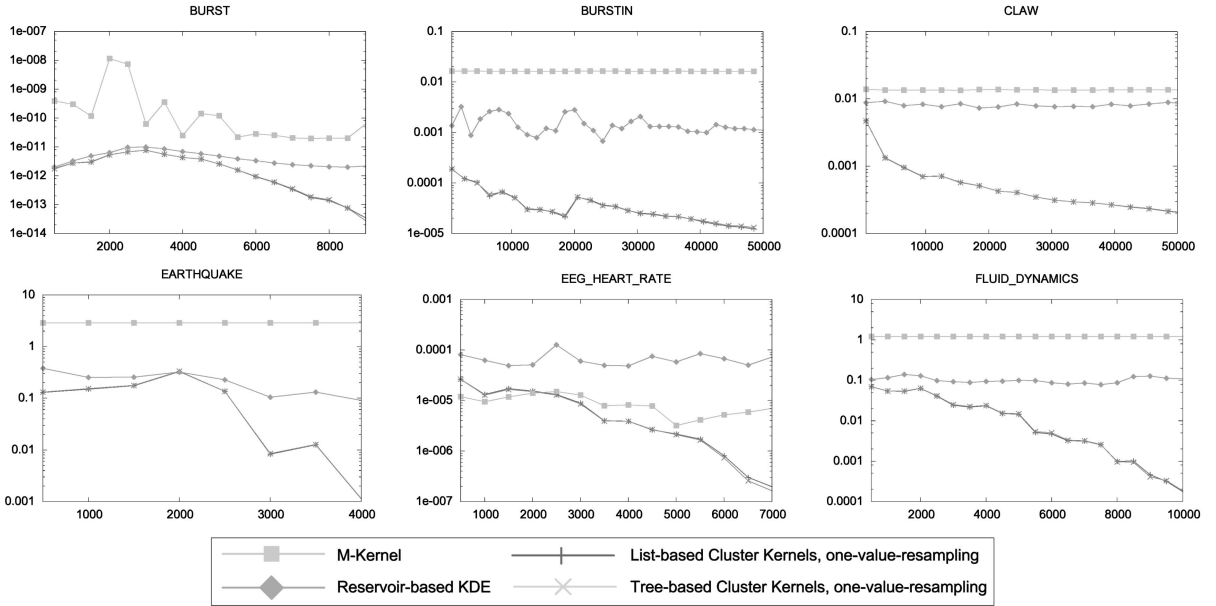 BURST
1e-007
1e-008
1e-009
1e-010
1e-011
1e-012
1e-013
1e-014
2000 4000 6000 8000
BURSTIN
0.1
0.01
0.001
0.0001
1e-005
10000 20000 30000 40000 50000
CLAW
0.1
0.01
0.001
0.0001
10000 20000 30000 40000 50000
EARTHQUAKE
10
1
0.1
0.01
0.001
1000 2000 3000 4000
EEG_HEART_RATE
0.001
0.0001
1e-005
1e-006
1e-007
1000 2000 3000 4000 5000 6000 7000
FLUID_DYNAMICS
10
1
0.1
0.01
0.001
0.0001
2000 4000 6000 8000 10000
M-Kernel
List-based Cluster Kernels, one-value-resampling
Reservoir-based KDE
Tree-based Cluster Kernels, one-value-resampling